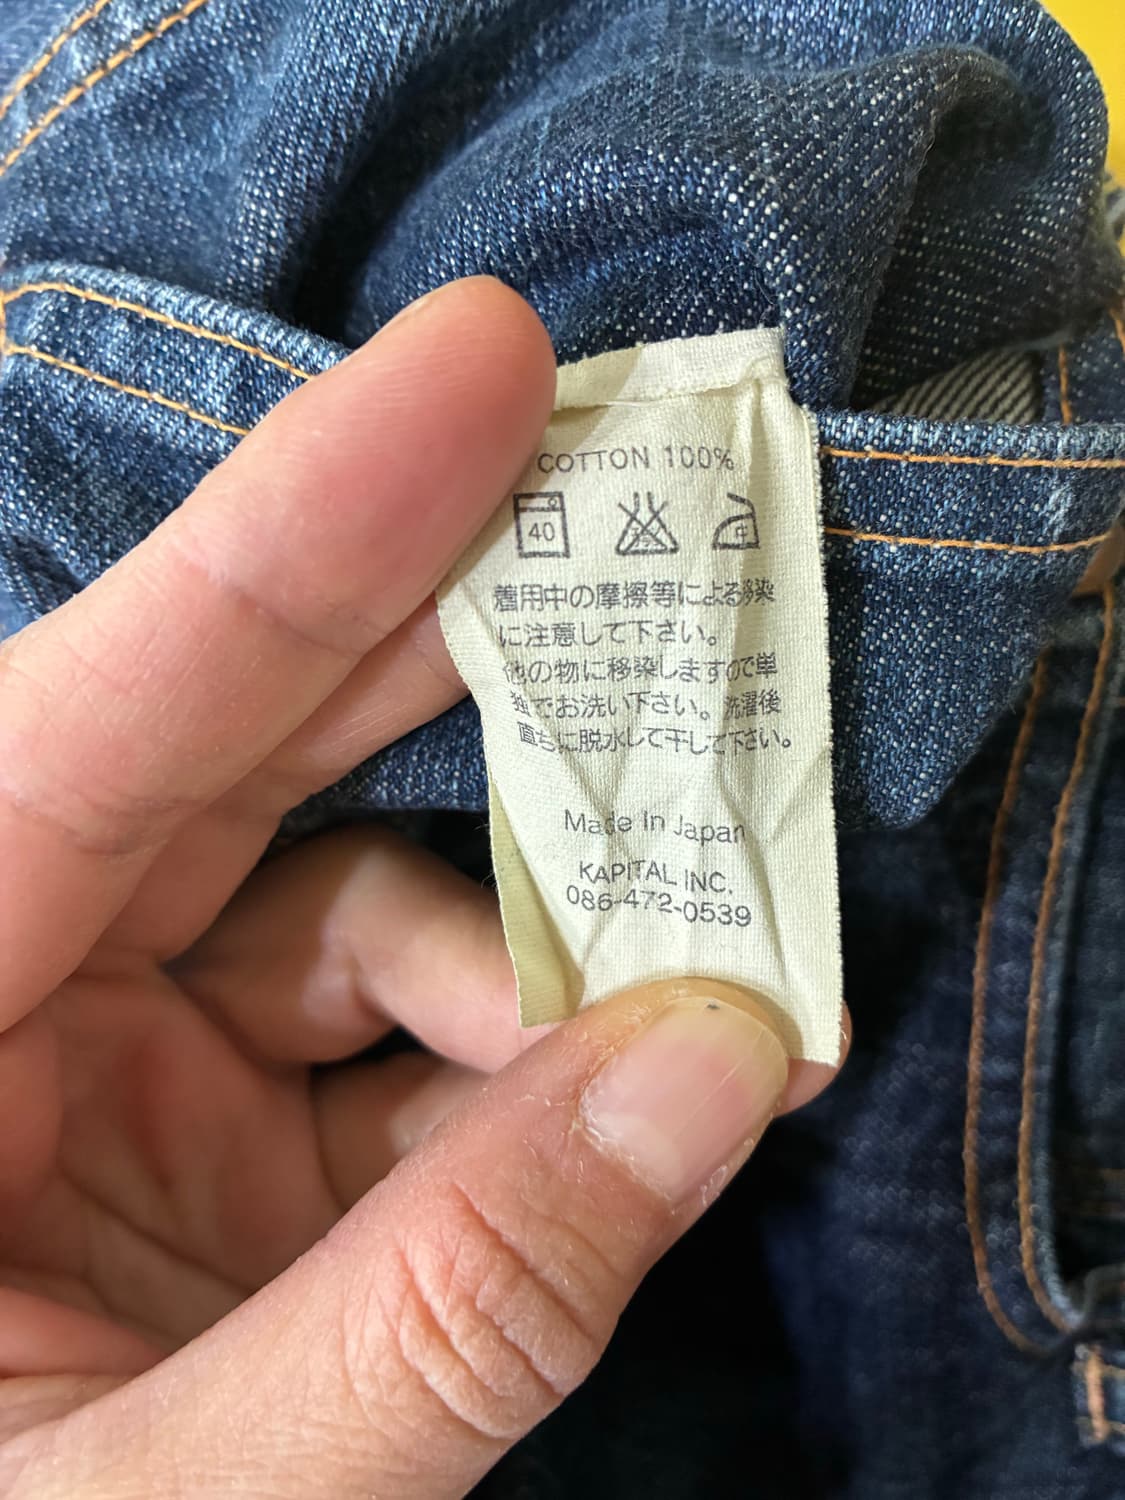 COTTON 100%
40
中
着用中の摩擦等による移染
に注意して下さい。
他の物に移染しますので単
独でお洗い下さい。洗濯後
直ちに脱水して干して下さい。
Made In Japan
KAPITAL INC.
086-472-0539